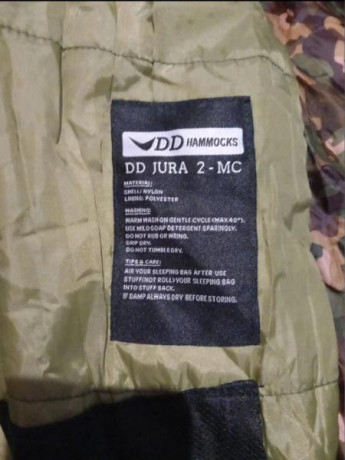 DD HAMMOCKS
DD JURA 2 - MC
MATERIAL:
SHELL: NYLON
LINING: POLYESTER
WASHING:
WARM WASH ON GENTLE CYCLE (MAX 40°).
USE MILD SOAP DETERGENT SPARINGLY.
DO NOT RUB OR WRING.
DRIP DRY.
DO NOT TUMBLE DRY.
TIPS & CARE:
AIR YOUR SLEEPING BAG AFTER USE
STUFF(NOT ROLL) YOUR SLEEPING BAG
INTO STUFF SACK.
IF DAMP ALWAYS DRY BEFORE STORING.